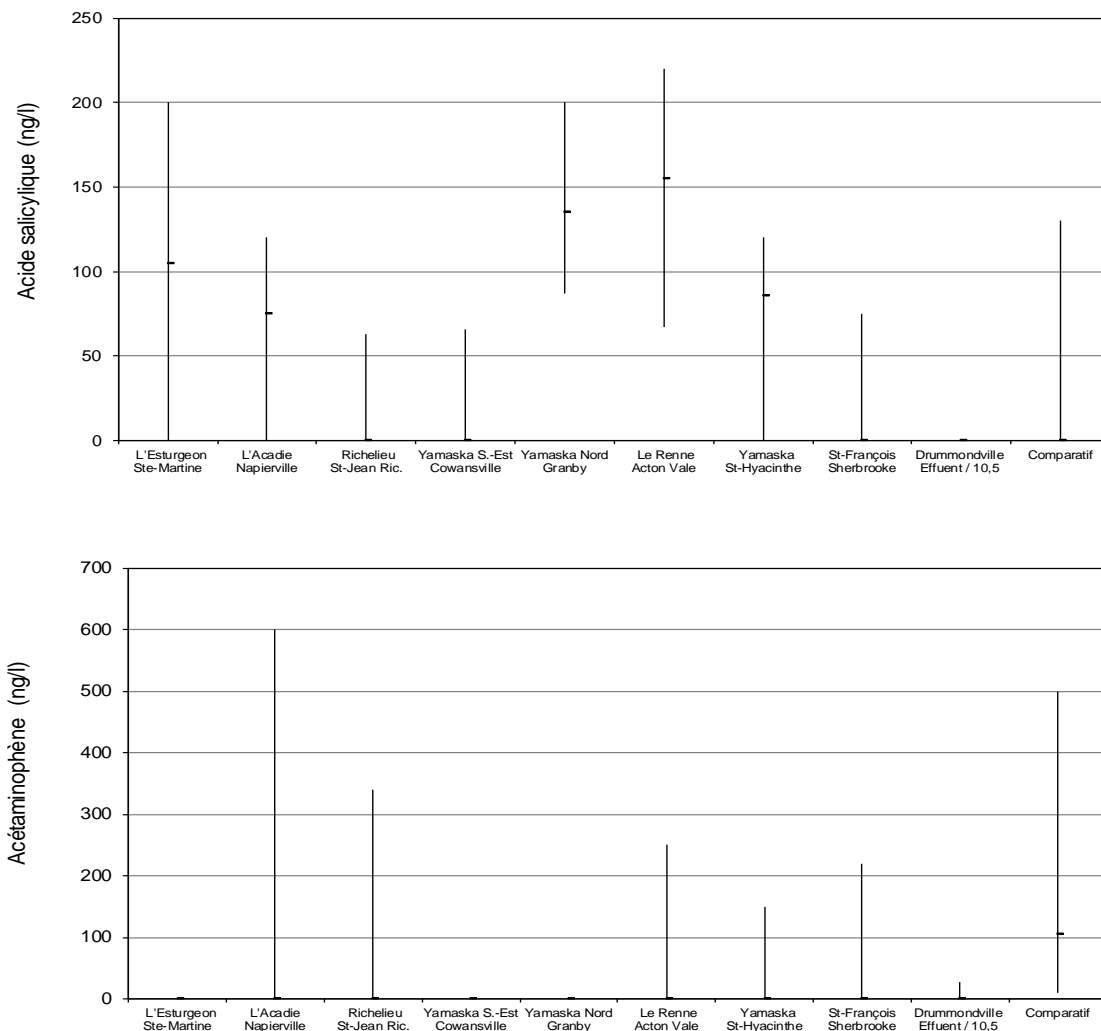 250
200
150
100
50
0
Acide salicylique (ng/l)
L'Esturgeon L'Acadie Richelieu Yamaska S.-Est Yamaska Nord Le Renne Yamaska St-François Drummondville Comparatif
Ste-Martine Napierville St-Jean Ric. Cowansville Granby Acton Vale St-Hyacinthe Sherbrooke Effuent / 10,5
700
600
500
400
300
200
100
0
Acétaminophène (ng/l)
L'Esturgeon L'Acadie Richelieu Yamaska S.-Est Yamaska Nord Le Renne Yamaska St-François Drummondville Comparatif
Ste-Martine Napierville St-Jean Ric. Cowansville Granby Acton Vale St-Hyacinthe Sherbrooke Effuent / 10,5